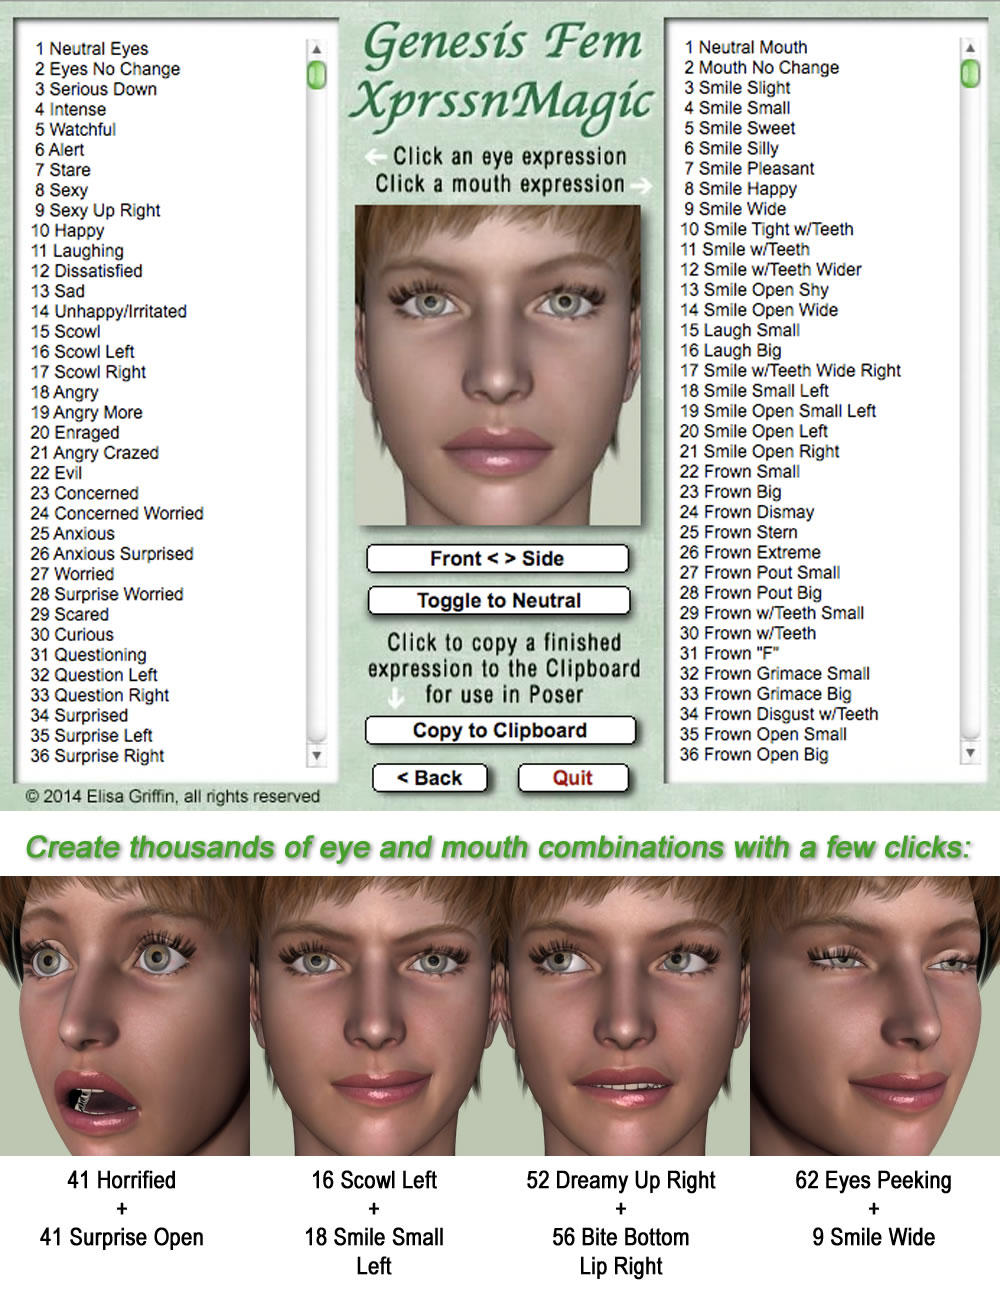 Genesis Fem
XprssnMagic
Click an eye expression
Click a mouth expression
1 Neutral Eyes
2 Eyes No Change
3 Serious Down
4 Intense
5 Watchful
6 Alert
7 Stare
8 Sexy
9 Sexy Up Right
10 Happy
11 Laughing
12 Dissatisfied
13 Sad
14 Unhappy/Irritated
15 Scowl
16 Scowl Left
17 Scowl Right
18 Angry
19 Angry More
20 Enraged
21 Angry Crazed
22 Evil
23 Concerned
24 Concerned Worried
25 Anxious
26 Anxious Surprised
27 Worried
28 Surprise Worried
29 Scared
30 Curious
31 Questioning
32 Question Left
33 Question Right
34 Surprised
35 Surprise Left
36 Surprise Right
© 2014 Elisa Griffin, all rights reserved
Front < > Side
Toggle to Neutral
Click to copy a finished
expression to the Clipboard
for use in Poser
Copy to Clipboard
< Back
Quit
1 Neutral Mouth
2 Mouth No Change
3 Smile Slight
4 Smile Small
5 Smile Sweet
6 Smile Silly
7 Smile Pleasant
8 Smile Happy
9 Smile Wide
10 Smile Tight w/Teeth
11 Smile w/Teeth
12 Smile w/Teeth Wider
13 Smile Open Shy
14 Smile Open Wide
15 Laugh Small
16 Laugh Big
17 Smile w/Teeth Wide Right
18 Smile Small Left
19 Smile Open Small Left
20 Smile Open Left
21 Smile Open Right
22 Frown Small
23 Frown Big
24 Frown Dismay
25 Frown Stern
26 Frown Extreme
27 Frown Pout Small
28 Frown Pout Big
29 Frown w/Teeth Small
30 Frown w/Teeth
31 Frown "F"
32 Frown Grimace Small
33 Frown Grimace Big
34 Frown Disgust w/Teeth
35 Frown Open Small
36 Frown Open Big
Create thousands of eye and mouth combinations with a few clicks:
41 Horrified
+
41 Surprise Open
16 Scowl Left
+
18 Smile Small
Left
52 Dreamy Up Right
+
56 Bite Bottom
Lip Right
62 Eyes Peeking
+
9 Smile Wide